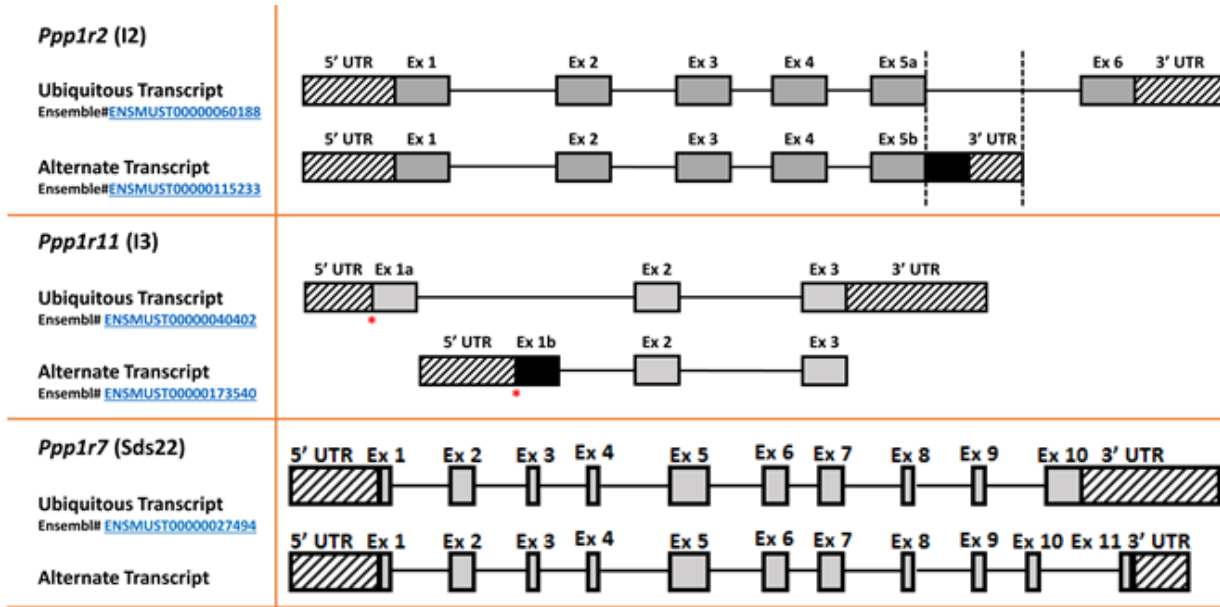 Ppp1r2 (I2)
5' UTR Ex 1 Ex 2 Ex 3 Ex 4 Ex 5a Ex 6 3' UTR
Ubiquitous Transcript
Ensemble#ENSMUST00000060188
5' UTR Ex 1 Ex 2 Ex 3 Ex 4 Ex 5b 3' UTR
Alternate Transcript
Ensemble#ENSMUST00000115233
Ppp1r11 (I3)
5' UTR Ex 1a Ex 2 Ex 3 3' UTR
Ubiquitous Transcript
Ensembl# ENSMUST00000040402
*
5' UTR Ex 1b Ex 2 Ex 3
Alternate Transcript
Ensembl# ENSMUST00000173540
*
Ppp1r7 (Sds22)
5' UTR Ex 1 Ex 2 Ex 3 Ex 4 Ex 5 Ex 6 Ex 7 Ex 8 Ex 9 Ex 10 3' UTR
Ubiquitous Transcript
Ensembl# ENSMUST00000027494
5' UTR Ex 1 Ex 2 Ex 3 Ex 4 Ex 5 Ex 6 Ex 7 Ex 8 Ex 9 Ex 10 Ex 11 3' UTR
Alternate Transcript